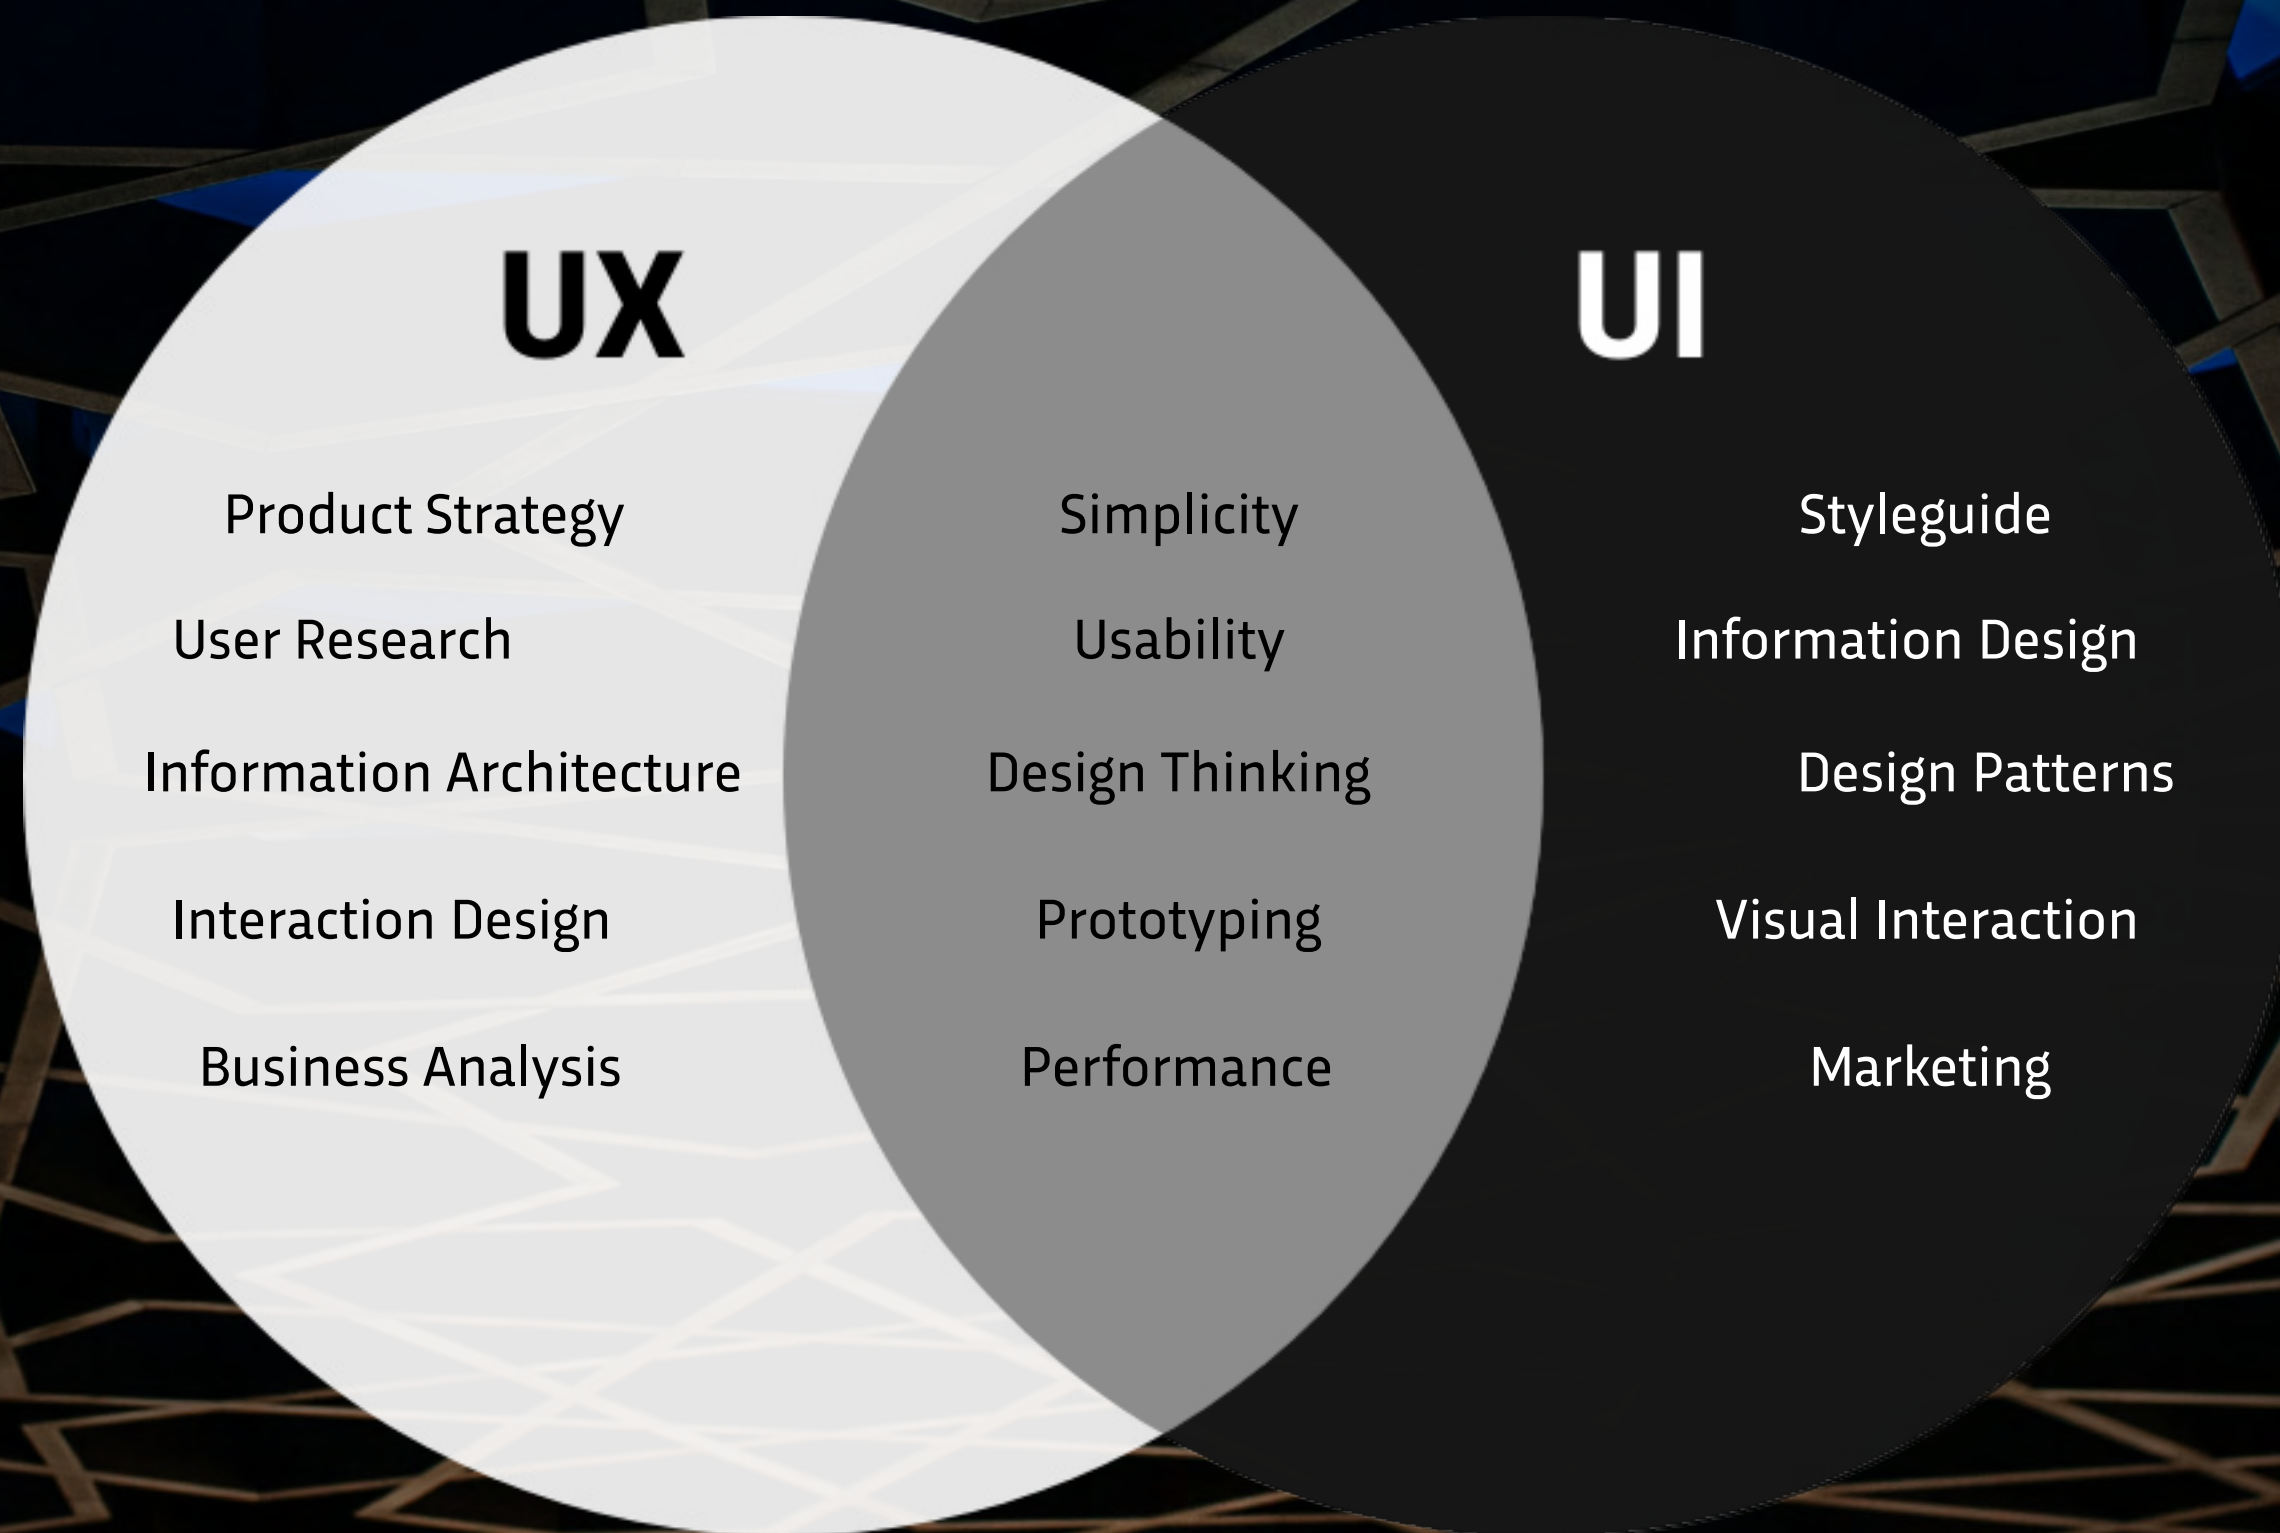 UX
UI
Product Strategy
User Research
Information Architecture
Interaction Design
Business Analysis
Simplicity
Usability
Design Thinking
Prototyping
Performance
Styleguide
Information Design
Design Patterns
Visual Interaction
Marketing